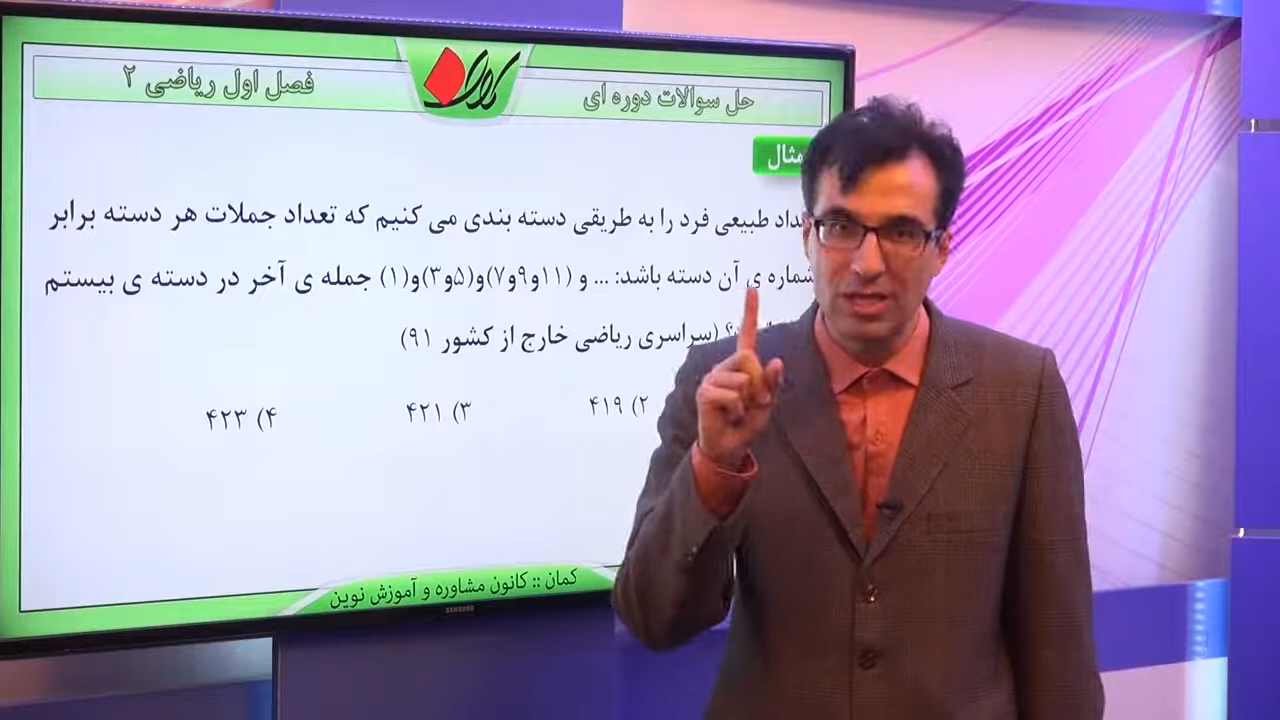 حل سوالات دوره ای
فصل اول ریاضی ۲
مثال
طبیعی فرد را به طریقی دسته بندی می کنیم که تعداد جملات هر دسته برابر
شماره ی آن دسته باشد: ... و (۱۱و۹و۷)و(۵و۳)و(۱) جمله ی آخر در دسته ی بیستم
(سراسری ریاضی خارج از کشور ۹۱)
۲) ۴۱۹
۳) ۴۲۱
۴) ۴۲۳
کمان :: کانون مشاوره و آموزش نوین
SAMSUNG